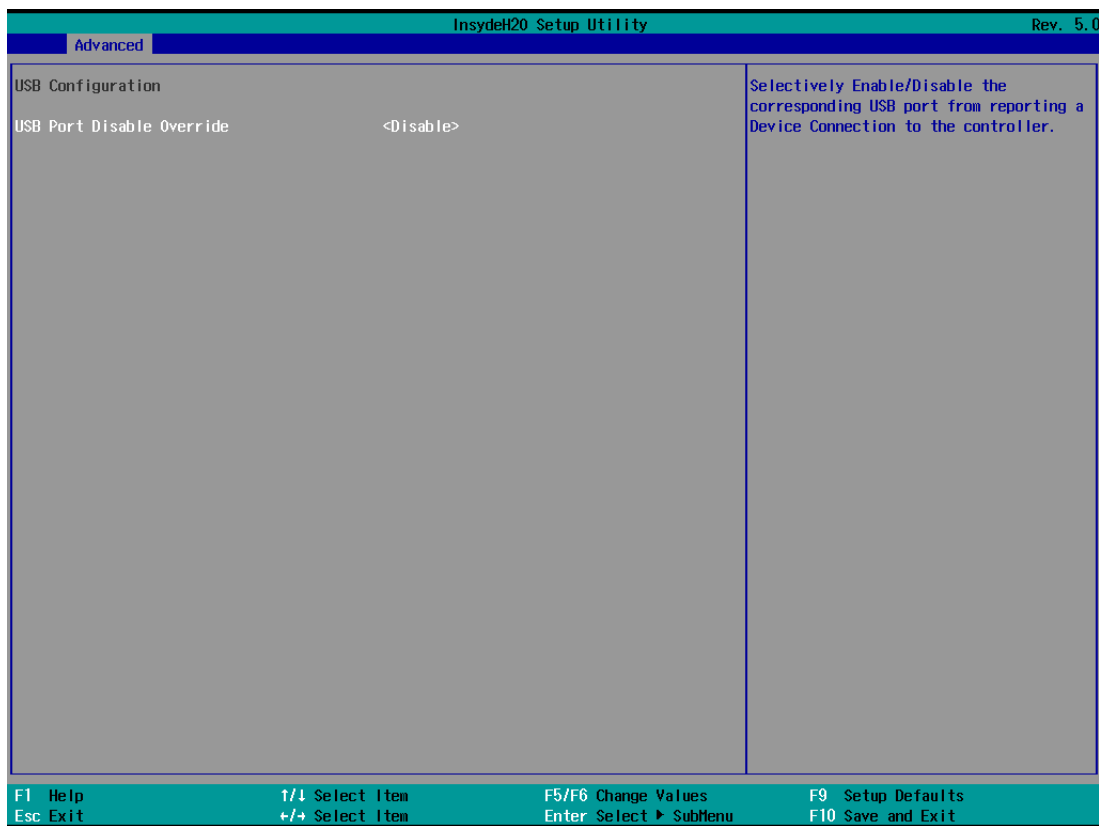 InsydeH20 Setup Utility Rev. 5.0
Advanced
USB Configuration
USB Port Disable Override <Disable>
Selectively Enable/Disable the
corresponding USB port from reporting a
Device Connection to the controller.
F1 Help ↑/↓ Select Item F5/F6 Change Values F9 Setup Defaults
Esc Exit ←/→ Select Item Enter Select ▶ SubMenu F10 Save and Exit